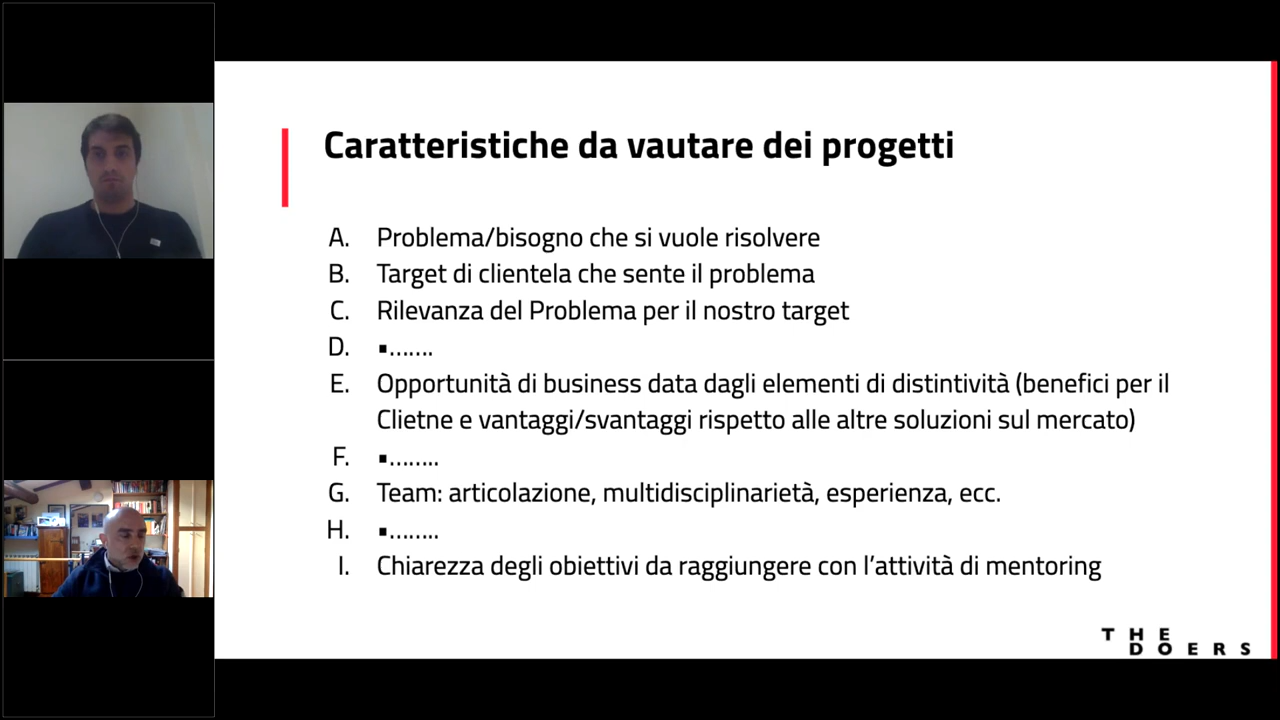 Caratteristiche da vautare dei progetti
A. Problema/bisogno che si vuole risolvere
B. Target di clientela che sente il problema
C. Rilevanza del Problema per il nostro target
D. ▪.......
E. Opportunità di business data dagli elementi di distintività (benefici per il
Clietne e vantaggi/svantaggi rispetto alle altre soluzioni sul mercato)
F. ▪........
G. Team: articolazione, multidisciplinarietà, esperienza, ecc.
H. ▪........
I. Chiarezza degli obiettivi da raggiungere con l’attività di mentoring
THE
DOERS